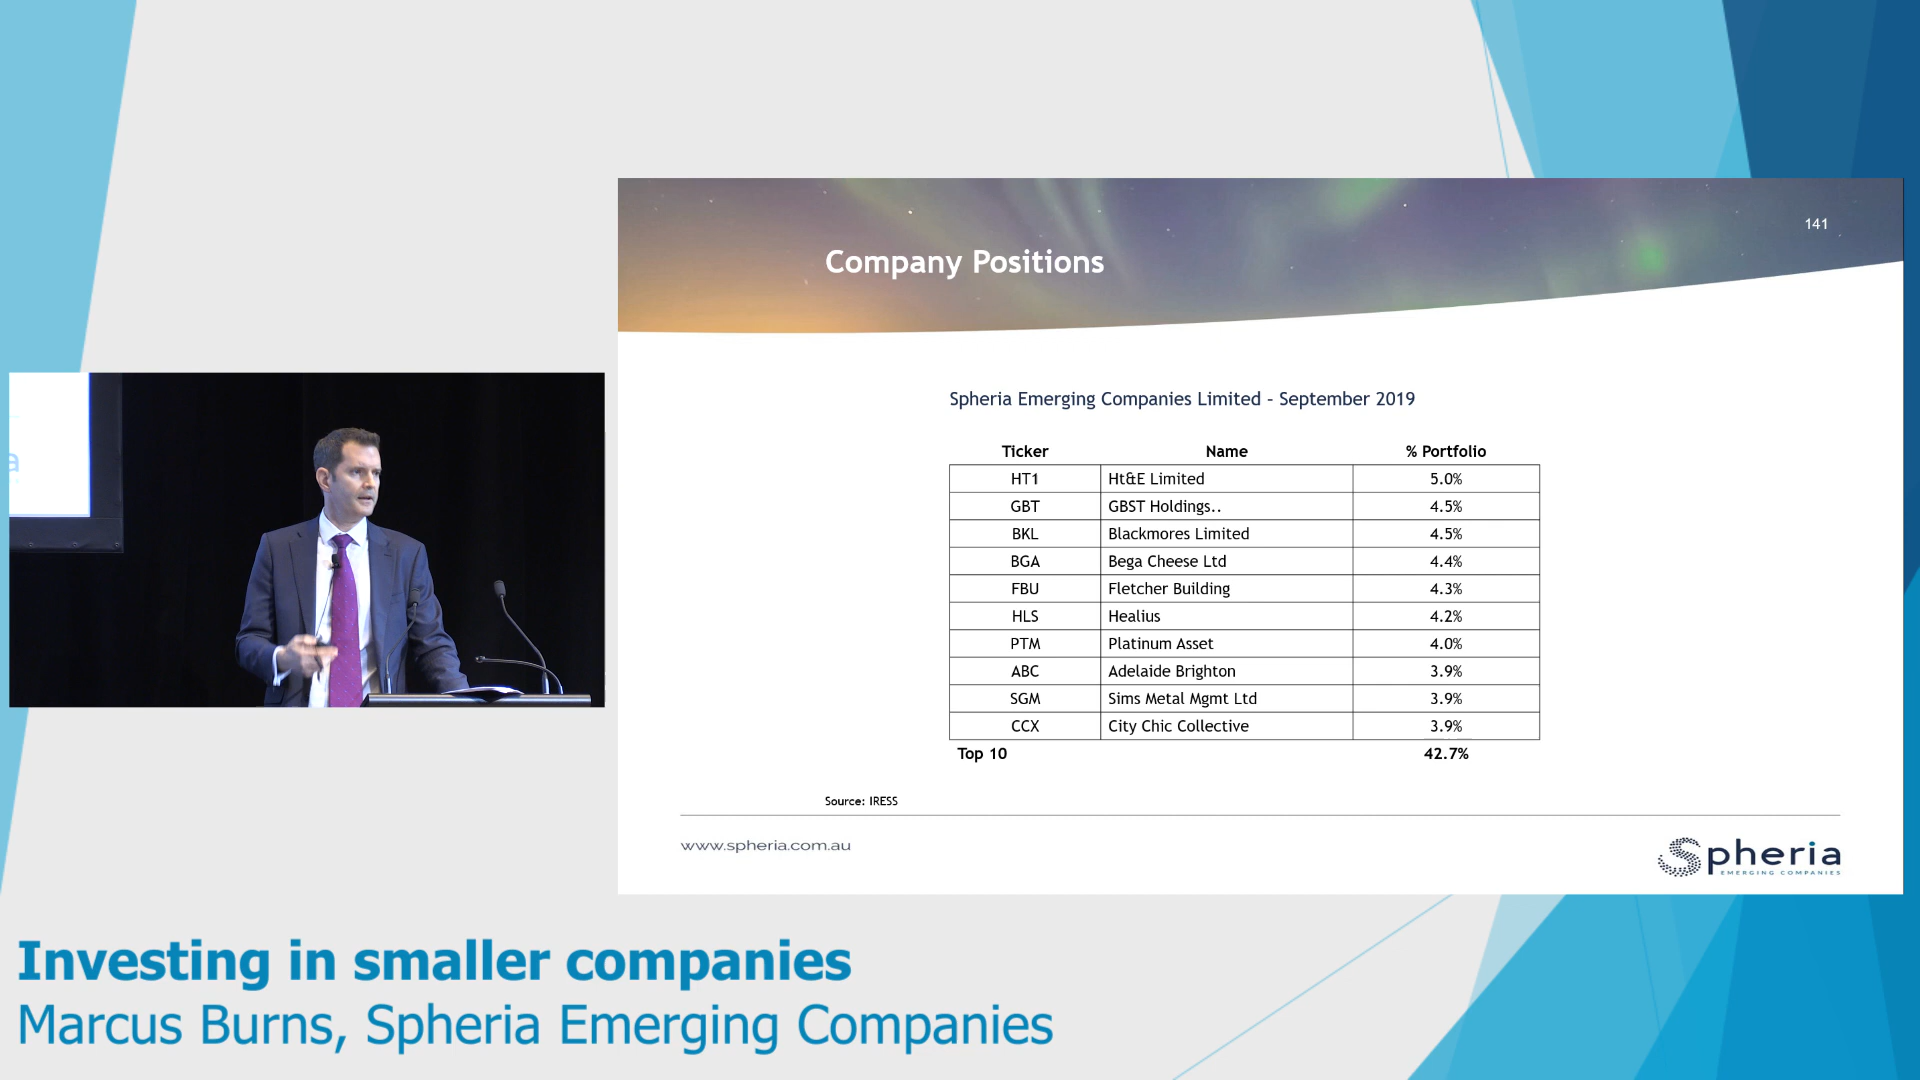 141
Company Positions
Spheria Emerging Companies Limited - September 2019
Ticker Name % Portfolio
HT1 Ht&E Limited 5.0%
GBT GBST Holdings.. 4.5%
BKL Blackmores Limited 4.5%
BGA Bega Cheese Ltd 4.4%
FBU Fletcher Building 4.3%
HLS Healius 4.2%
PTM Platinum Asset 4.0%
ABC Adelaide Brighton 3.9%
SGM Sims Metal Mgmt Ltd 3.9%
CCX City Chic Collective 3.9%
Top 10 42.7%
Source: IRESS
www.spheria.com.au
Spheria
EMERGING COMPANIES
a
Investing in smaller companies
Marcus Burns, Spheria Emerging Companies